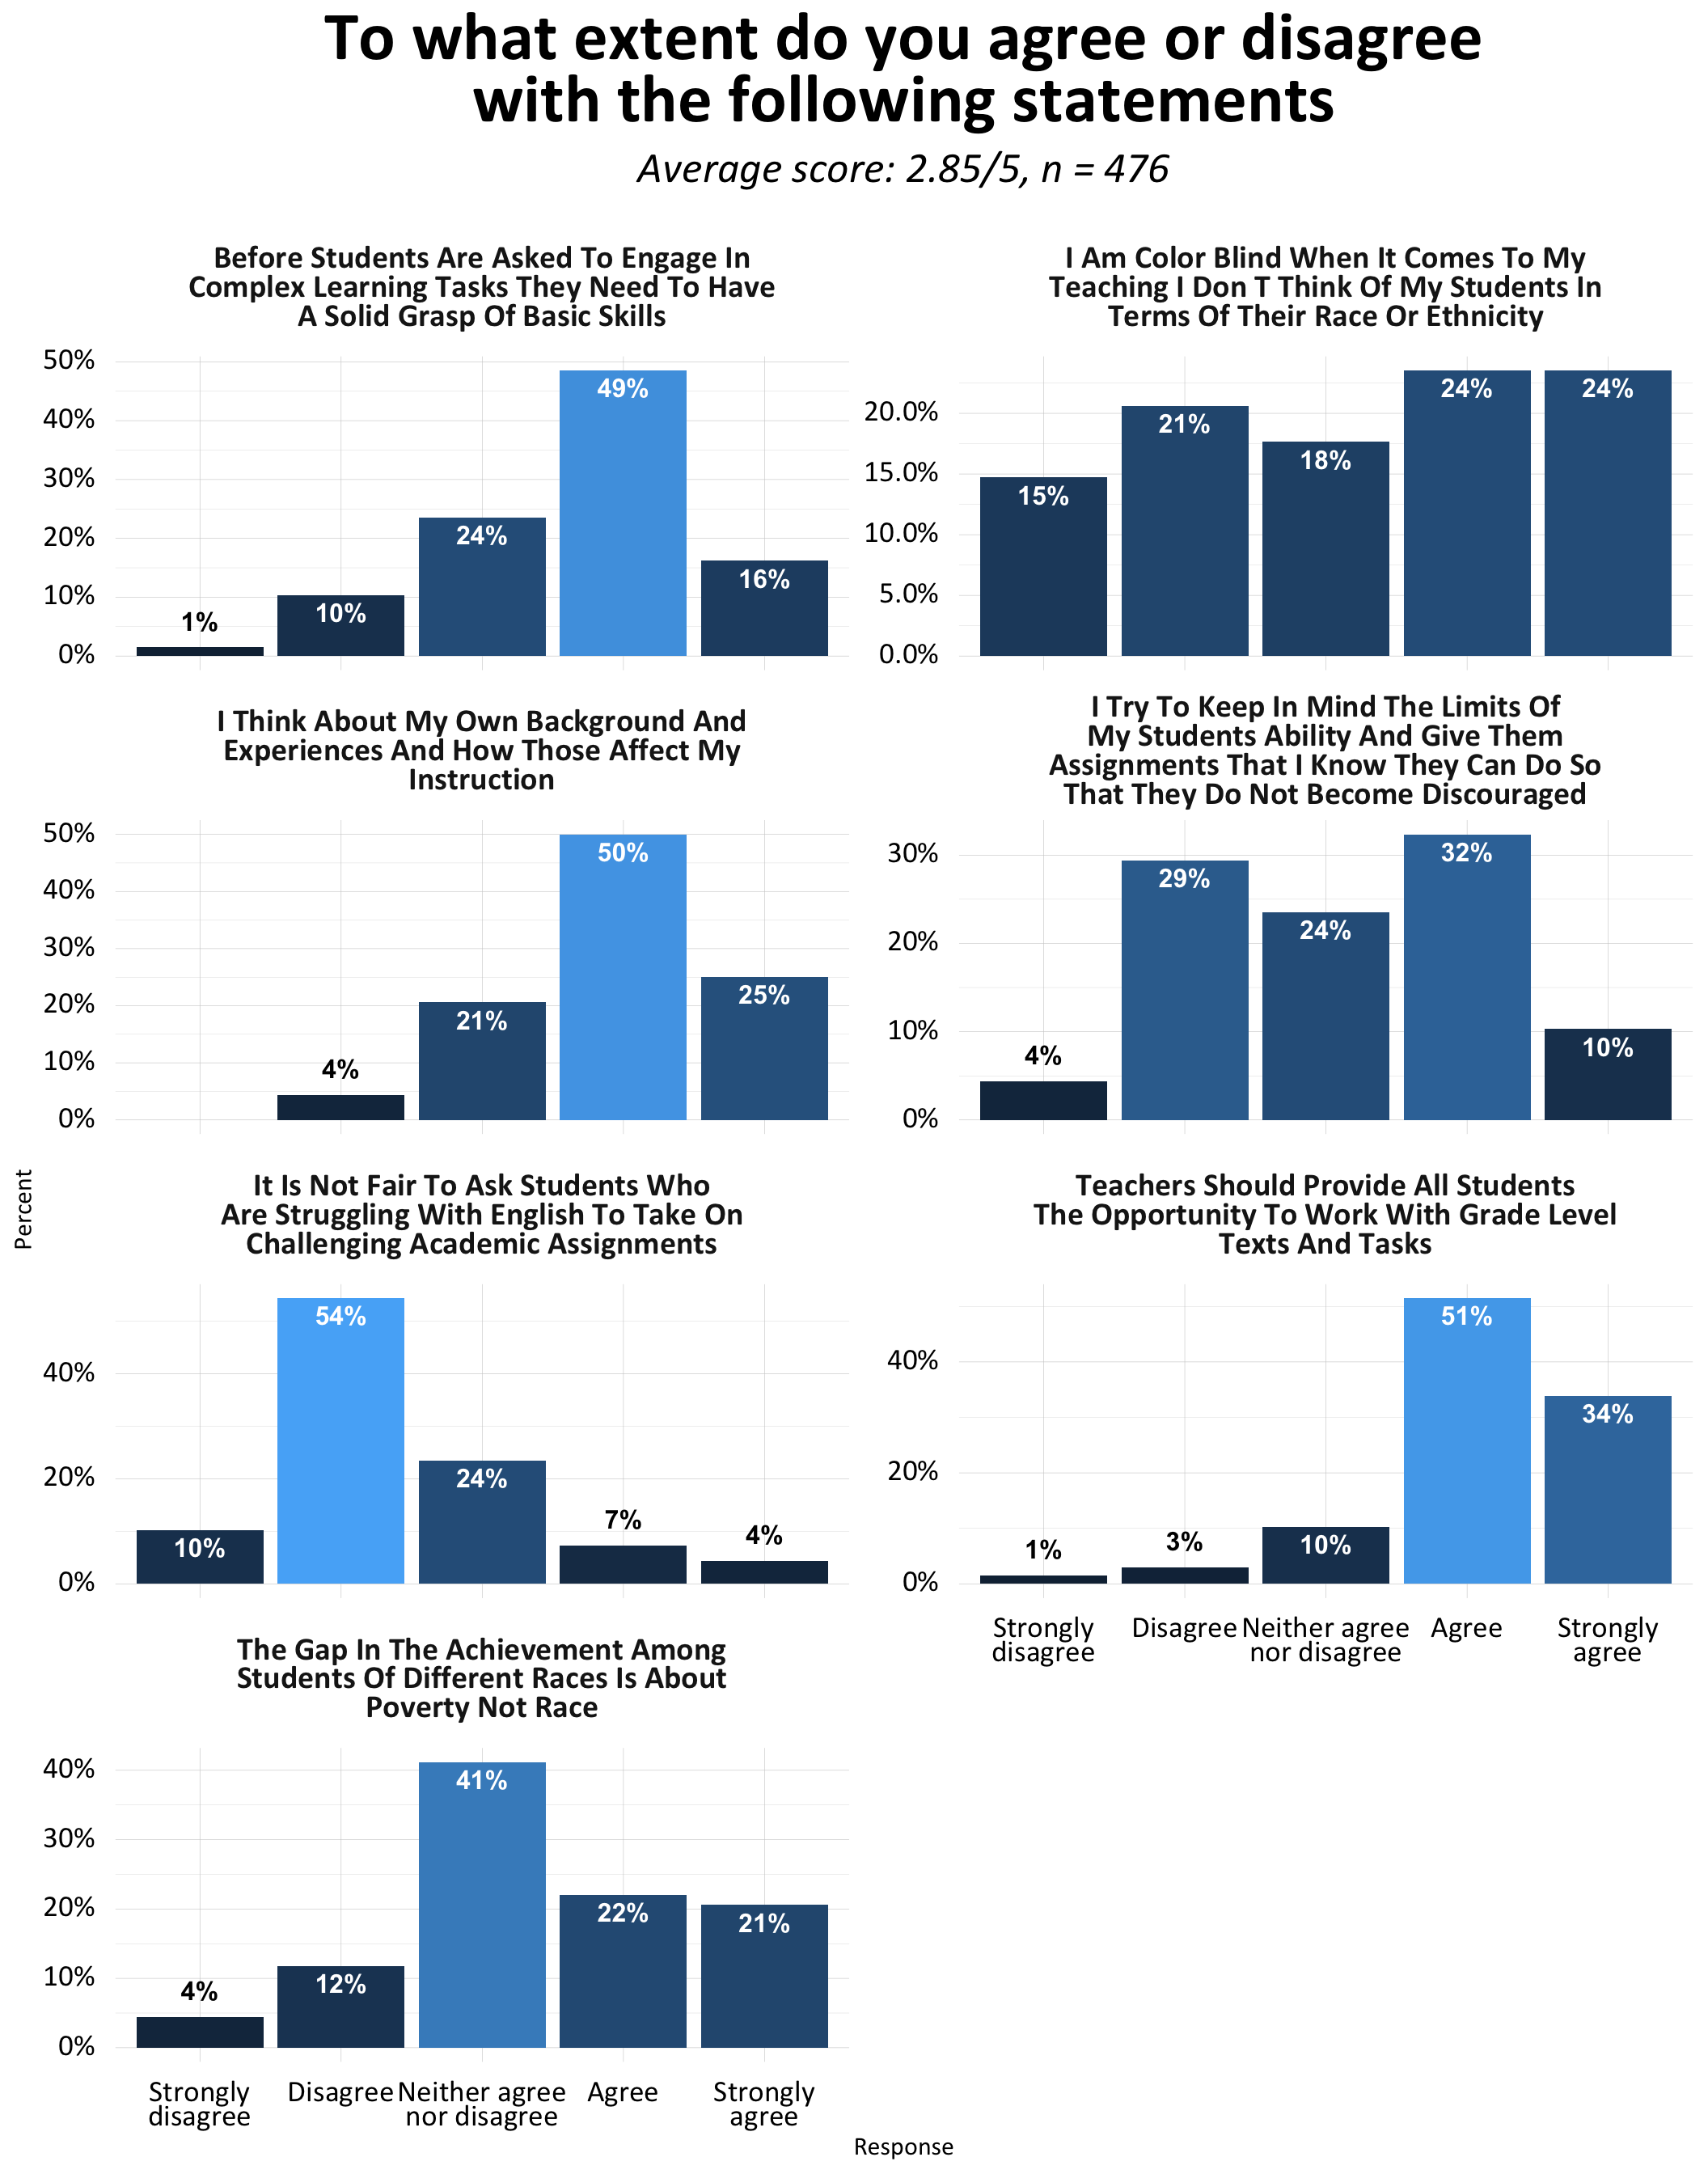 To what extent do you agree or disagree
with the following statements
Average score: 2.85/5, n = 476
Before Students Are Asked To Engage In
Complex Learning Tasks They Need To Have
A Solid Grasp Of Basic Skills
50%
40%
30%
20%
10%
0%
1%
10%
24%
49%
16%
I Am Color Blind When It Comes To My
Teaching I Don T Think Of My Students In
Terms Of Their Race Or Ethnicity
20.0%
15.0%
10.0%
5.0%
0.0%
15%
21%
18%
24%
24%
I Think About My Own Background And
Experiences And How Those Affect My
Instruction
50%
40%
30%
20%
10%
0%
4%
21%
50%
25%
I Try To Keep In Mind The Limits Of
My Students Ability And Give Them
Assignments That I Know They Can Do So
That They Do Not Become Discouraged
30%
20%
10%
0%
4%
29%
24%
32%
10%
Percent
It Is Not Fair To Ask Students Who
Are Struggling With English To Take On
Challenging Academic Assignments
40%
20%
0%
10%
54%
24%
7%
4%
Teachers Should Provide All Students
The Opportunity To Work With Grade Level
Texts And Tasks
40%
20%
0%
1%
3%
10%
51%
34%
Strongly
disagree
Disagree
Neither agree
nor disagree
Agree
Strongly
agree
The Gap In The Achievement Among
Students Of Different Races Is About
Poverty Not Race
40%
30%
20%
10%
0%
4%
12%
41%
22%
21%
Strongly
disagree
Disagree
Neither agree
nor disagree
Agree
Strongly
agree
Response